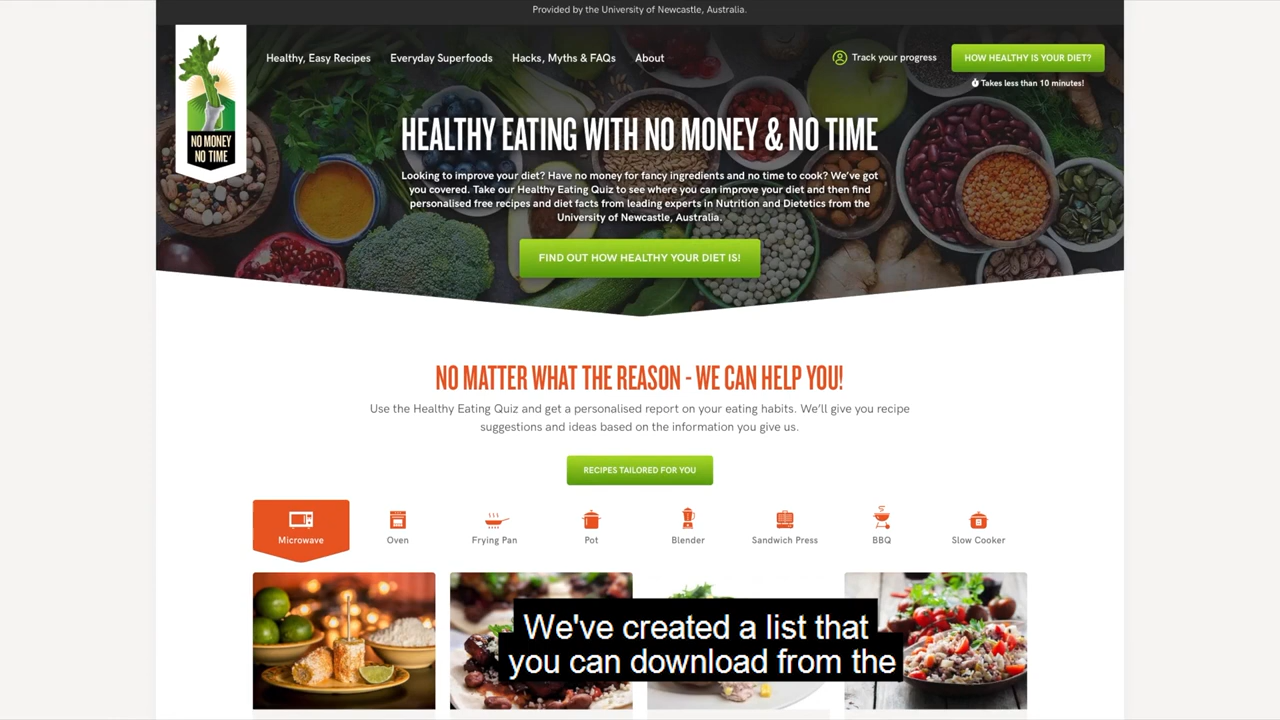 Provided by the University of Newcastle, Australia.
NO MONEY
NO TIME
Healthy, Easy Recipes
Everyday Superfoods
Hacks, Myths & FAQs
About
Track your progress
HOW HEALTHY IS YOUR DIET?
Takes less than 10 minutes!
HEALTHY EATING WITH NO MONEY & NO TIME
Looking to improve your diet? Have no money for fancy ingredients and no time to cook? We've got
you covered. Take our Healthy Eating Quiz to see where you can improve your diet and then find
personalised free recipes and diet facts from leading experts in Nutrition and Dietetics from the
University of Newcastle, Australia.
FIND OUT HOW HEALTHY YOUR DIET IS!
NO MATTER WHAT THE REASON - WE CAN HELP YOU!
Use the Healthy Eating Quiz and get a personalised report on your eating habits. We'll give you recipe
suggestions and ideas based on the information you give us.
RECIPES TAILORED FOR YOU
Microwave
Oven
Frying Pan
Pot
Blender
Sandwich Press
BBQ
Slow Cooker
We've created a list that
you can download from the